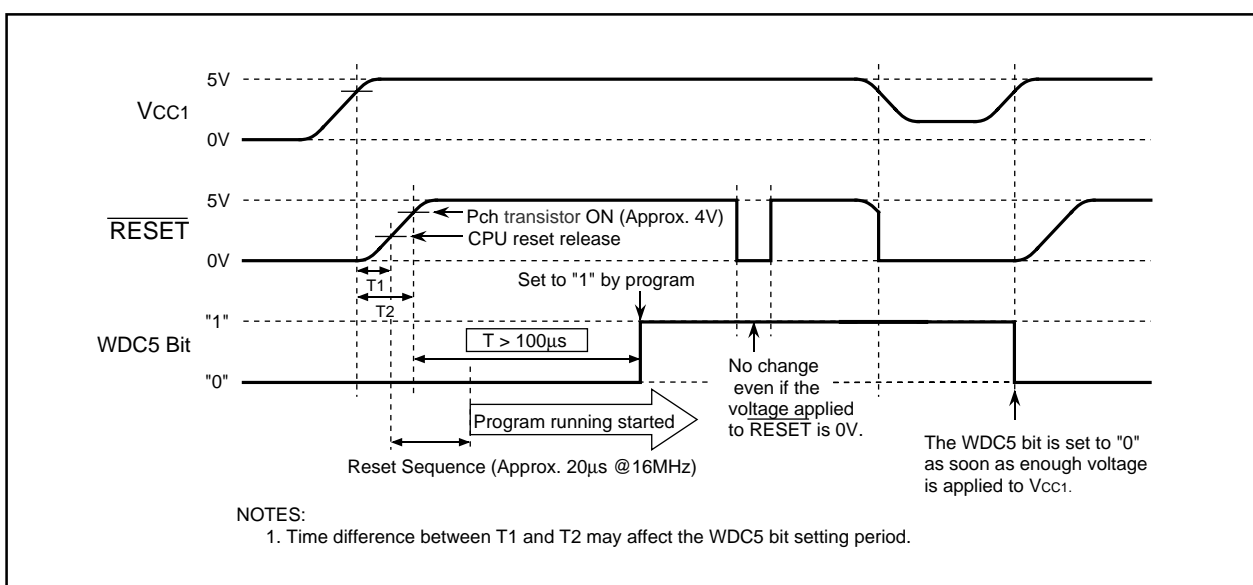 5V
VCC1
0V
5V
Pch transistor ON (Approx. 4V)
RESET
CPU reset release
0V
T1
Set to "1" by program
T2
"1"
WDC5 Bit
T > 100µs
"0"
No change
even if the
voltage applied
to RESET is 0V.
Program running started
The WDC5 bit is set to "0"
as soon as enough voltage
is applied to VCC1.
Reset Sequence (Approx. 20µs @16MHz)
NOTES:
1. Time difference between T1 and T2 may affect the WDC5 bit setting period.